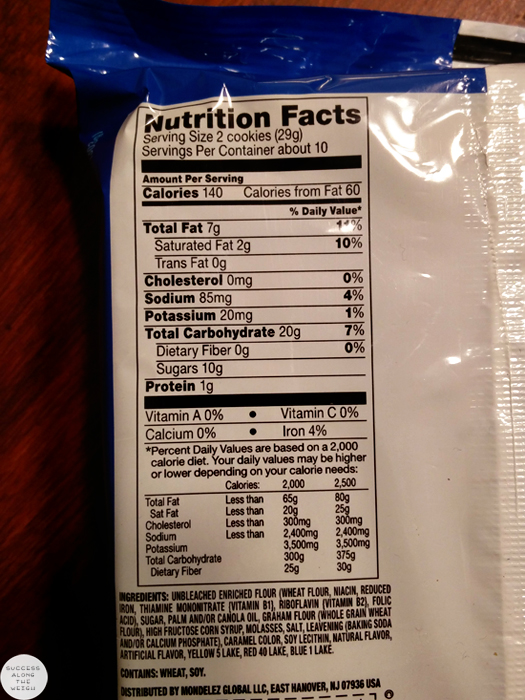 Nutrition Facts
Serving Size 2 cookies (29g)
Servings Per Container about 10
Amount Per Serving
Calories 140 Calories from Fat 60
% Daily Value*
Total Fat 7g 11%
Saturated Fat 2g 10%
Trans Fat 0g
Cholesterol 0mg 0%
Sodium 85mg 4%
Potassium 20mg 1%
Total Carbohydrate 20g 7%
Dietary Fiber 0g 0%
Sugars 10g
Protein 1g
Vitamin A 0% • Vitamin C 0%
Calcium 0% • Iron 4%
*Percent Daily Values are based on a 2,000
calorie diet. Your daily values may be higher
or lower depending on your calorie needs:
Calories: 2,000 2,500
Total Fat Less than 65g 80g
Sat Fat Less than 20g 25g
Cholesterol Less than 300mg 300mg
Sodium Less than 2,400mg 2,400mg
Potassium 3,500mg 3,500mg
Total Carbohydrate 300g 375g
Dietary Fiber 25g 30g
INGREDIENTS: UNBLEACHED ENRICHED FLOUR (WHEAT FLOUR, NIACIN, REDUCED
IRON, THIAMINE MONONITRATE {VITAMIN B1}, RIBOFLAVIN {VITAMIN B2}, FOLIC
ACID), SUGAR, PALM AND/OR CANOLA OIL, GRAHAM FLOUR (WHOLE GRAIN WHEAT
FLOUR), HIGH FRUCTOSE CORN SYRUP, MOLASSES, SALT, LEAVENING (BAKING SODA
AND/OR CALCIUM PHOSPHATE), CARAMEL COLOR, SOY LECITHIN, NATURAL FLAVOR,
ARTIFICIAL FLAVOR, YELLOW 5 LAKE, RED 40 LAKE, BLUE 1 LAKE.
CONTAINS: WHEAT, SOY.
DISTRIBUTED BY MONDELEZ GLOBAL LLC, EAST HANOVER, NJ 07936 USA
SUCCESS
ALONG
THE
WEIGH